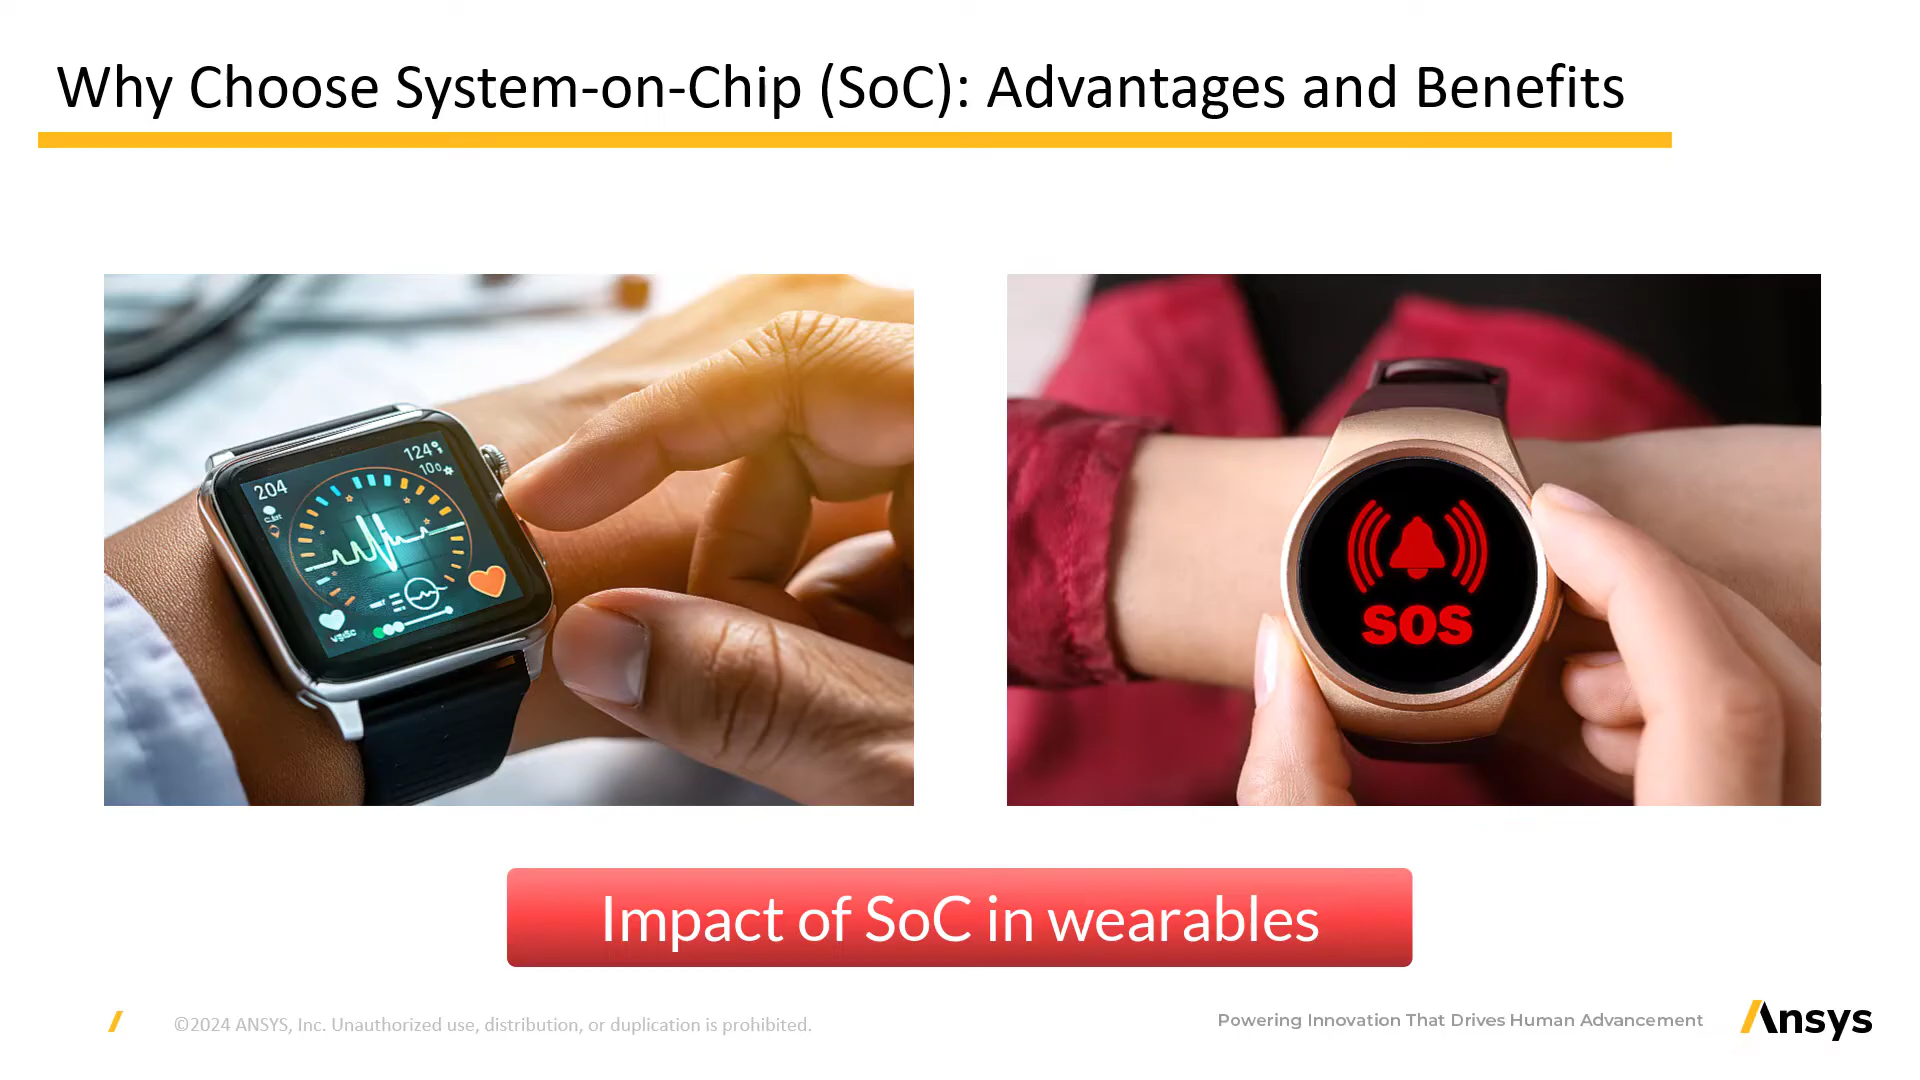 Why Choose System-on-Chip (SoC): Advantages and Benefits
204
124
100
SOS
Impact of SoC in wearables
©2024 ANSYS, Inc. Unauthorized use, distribution, or duplication is prohibited.
Powering Innovation That Drives Human Advancement
Ansys